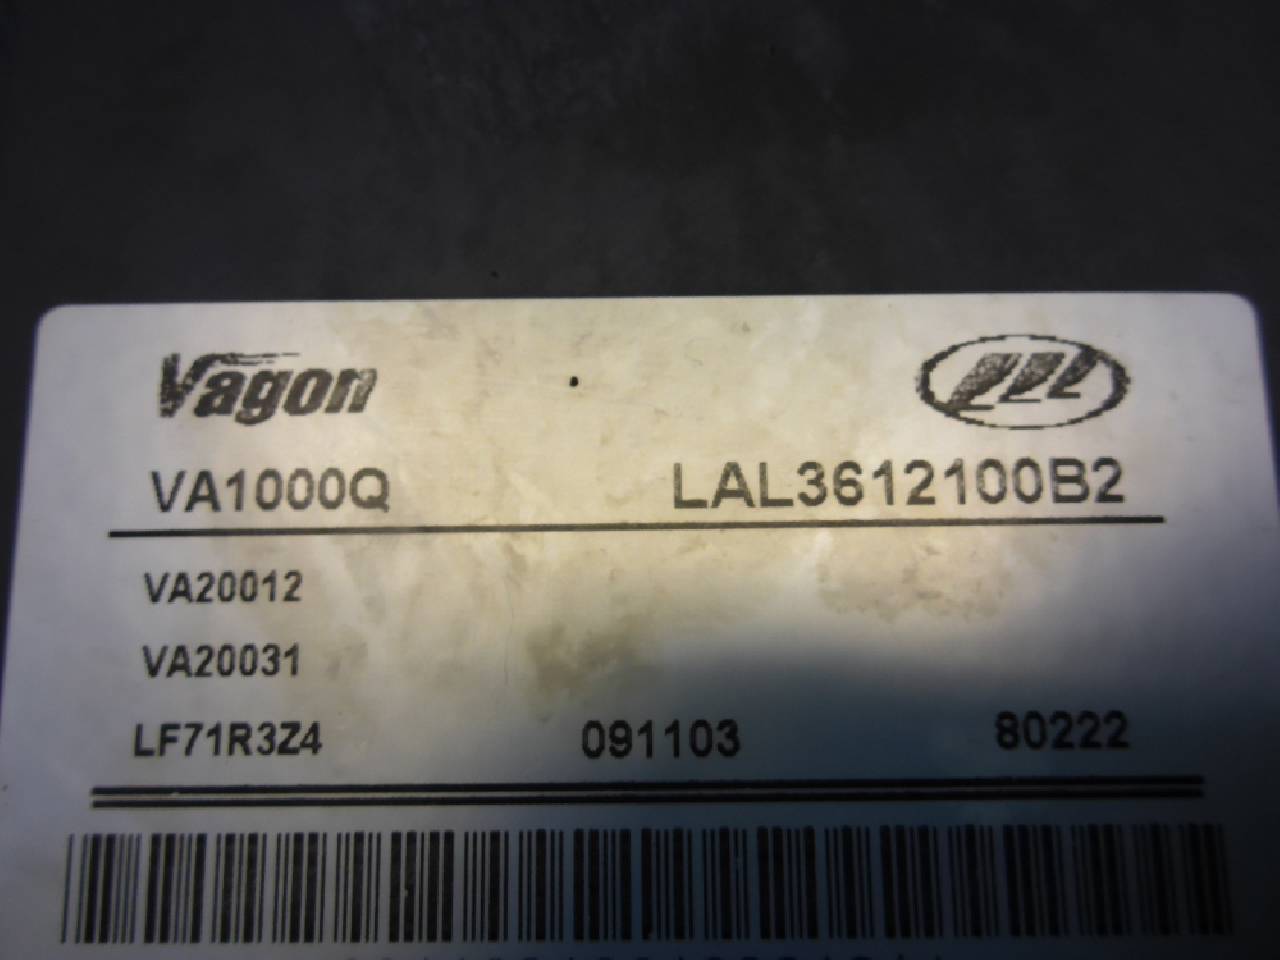 Vagon
VA1000Q LAL3612100B2
VA20012
VA20031
LF71R3Z4 091103 80222